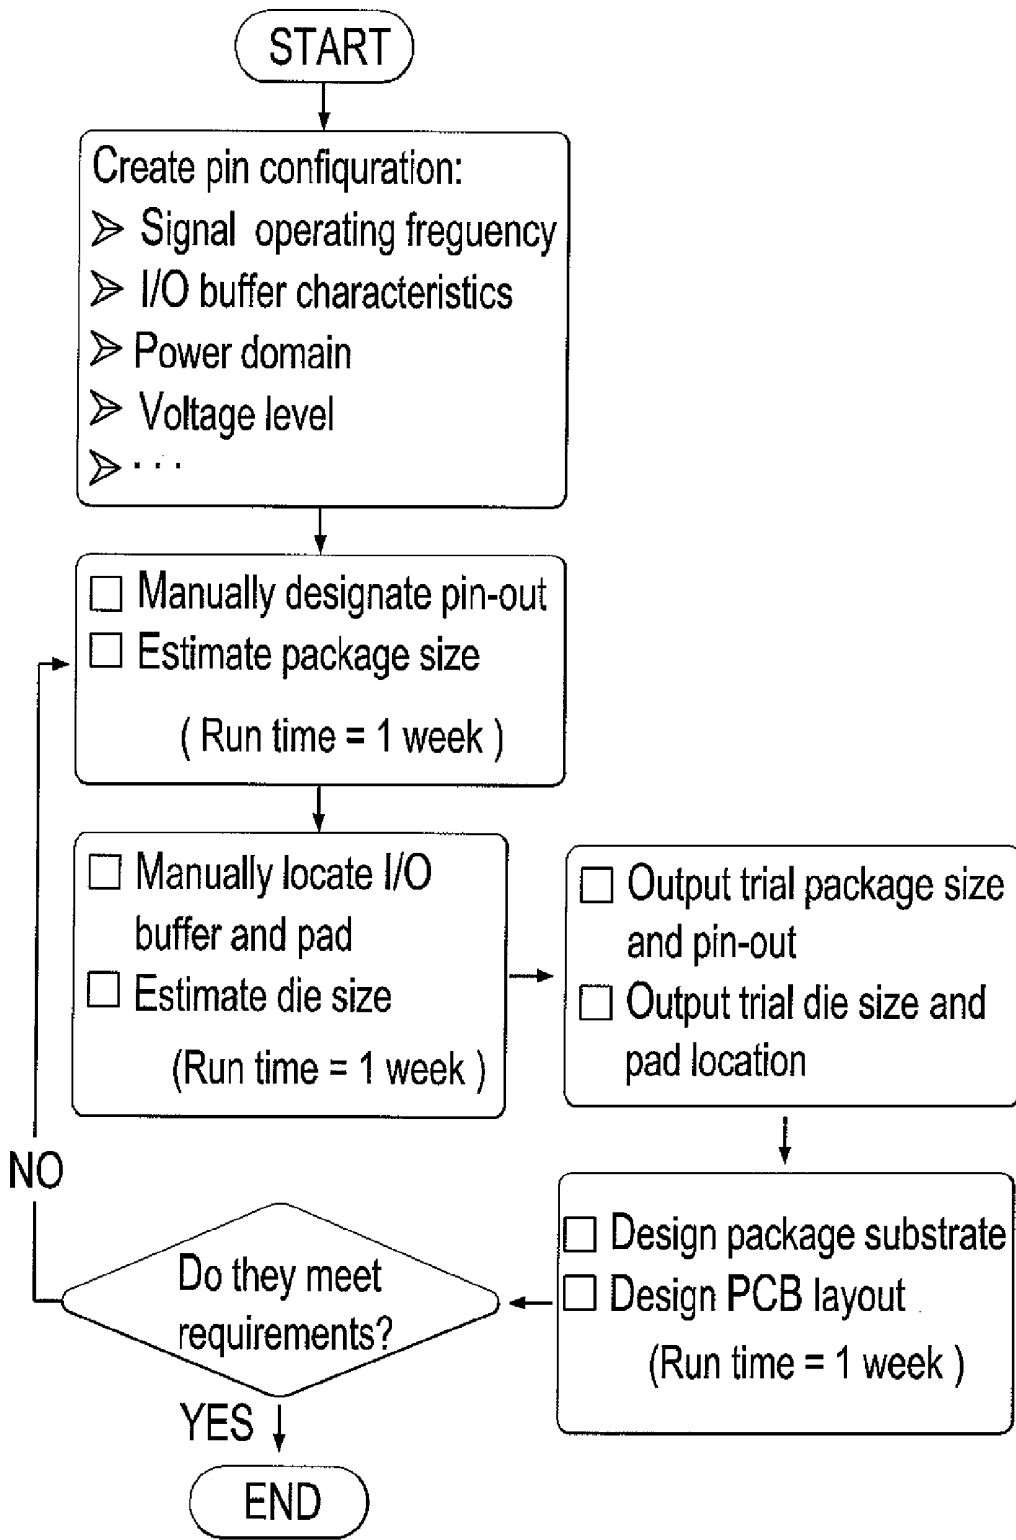 START
Create pin confiquration:
Signal operating freguency
I/O buffer characteristics
Power domain
Voltage level
. . .
Manually designate pin-out
Estimate package size
( Run time = 1 week )
Manually locate I/O
buffer and pad
Estimate die size
(Run time = 1 week )
Output trial package size
and pin-out
Output trial die size and
pad location
Design package substrate
Design PCB layout
(Run time = 1 week )
Do they meet
requirements?
NO
YES
END